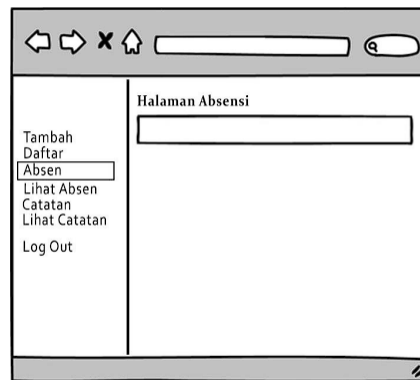 Halaman Absensi
Tambah
Daftar
Absen
Lihat Absen
Catatan
Lihat Catatan
Log Out